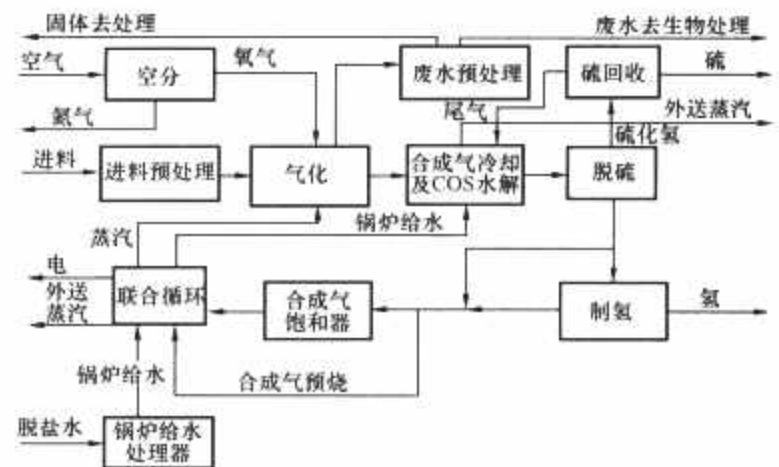 固体去处理
废水去生物处理
空气
空分
氧气
废水预处理
硫回收
硫
氮气
尾气
外送蒸汽
硫化氢
进料
进料预处理
气化
合成气冷却
及COS水解
脱硫
蒸汽
锅炉给水
电
外送
蒸汽
联合循环
合成气
饱和器
制氢
氢
锅炉给水
合成气预烧
脱盐水
锅炉给水
处理器